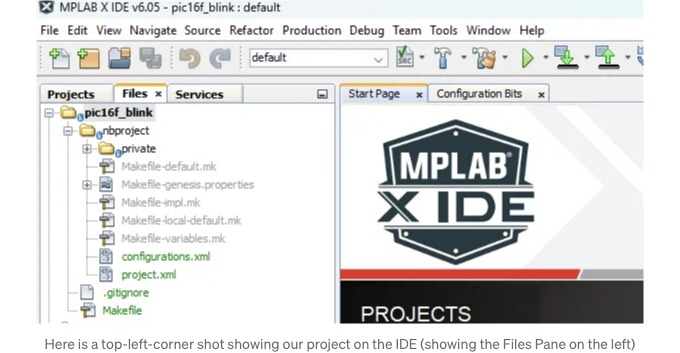 MPLAB X IDE v6.05 - pic16f_blink : default
File Edit View Navigate Source Refactor Production Debug Team Tools Window Help
default
SRC
Projects Files Services
Start Page Configuration Bits
pic16f_blink
nbproject
private
Makefile-default.mk
Makefile-genesis.properties
Makefile-impl.mk
Makefile-local-default.mk
Makefile-variables.mk
configurations.xml
project.xml
.gitignore
Makefile
MPLAB®
X IDE
PROJECTS
Here is a top-left-corner shot showing our project on the IDE (showing the Files Pane on the left)